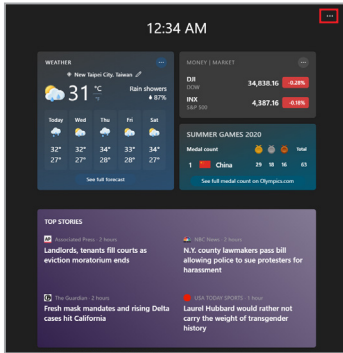 12:34 AM
WEATHER
New Taipri City, Taiwan
31 °C
Rain showers
87%
Today Wed Thu Fri Sat
32° 32° 34° 33° 34°
27° 27° 28° 28° 27°
See full forecast
MONEY | MARKET
DJI 34,838.16 -0.28%
DOW
INX 4,387.16 -0.18%
S&P 500
SUMMER GAMES 2020
Medal count Total
1 China 29 18 16 63
See full medal count on Olympics.com
TOP STORIES
AP Associated Press · 2 hours
Landlords, tenants fill courts as
eviction moratorium ends
NBC News · 2 hours
N.Y. county lawmakers pass bill
allowing police to sue protesters for
harassment
The Guardian · 2 hours
Fresh mask mandates and rising Delta
cases hit California
USA TODAY SPORTS · 1 hour
Laurel Hubbard would rather not
carry the weight of transgender
history